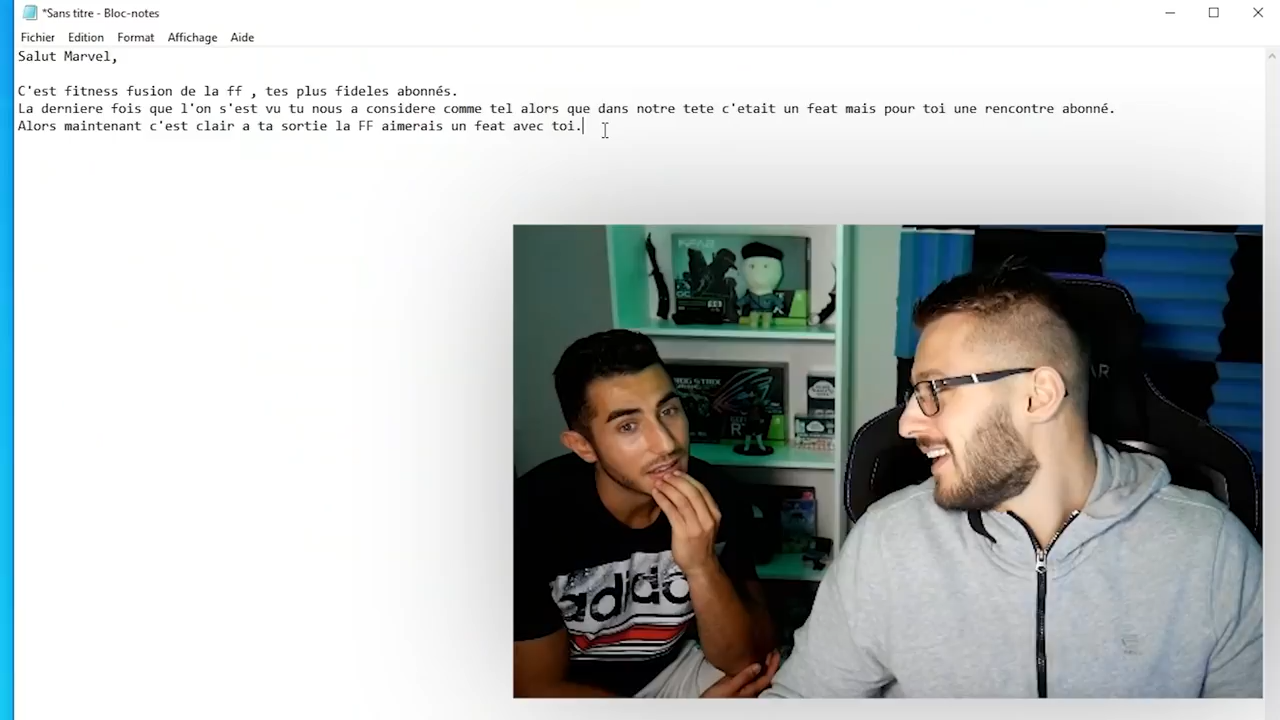 *Sans titre - Bloc-notes
Fichier Edition Format Affichage Aide
Salut Marvel,
C'est fitness fusion de la ff , tes plus fideles abonnés.
La derniere fois que l'on s'est vu tu nous a considere comme tel alors que dans notre tete c'etait un feat mais pour toi une rencontre abonné.
Alors maintenant c'est clair a ta sortie la FF aimerais un feat avec toi.
adidas